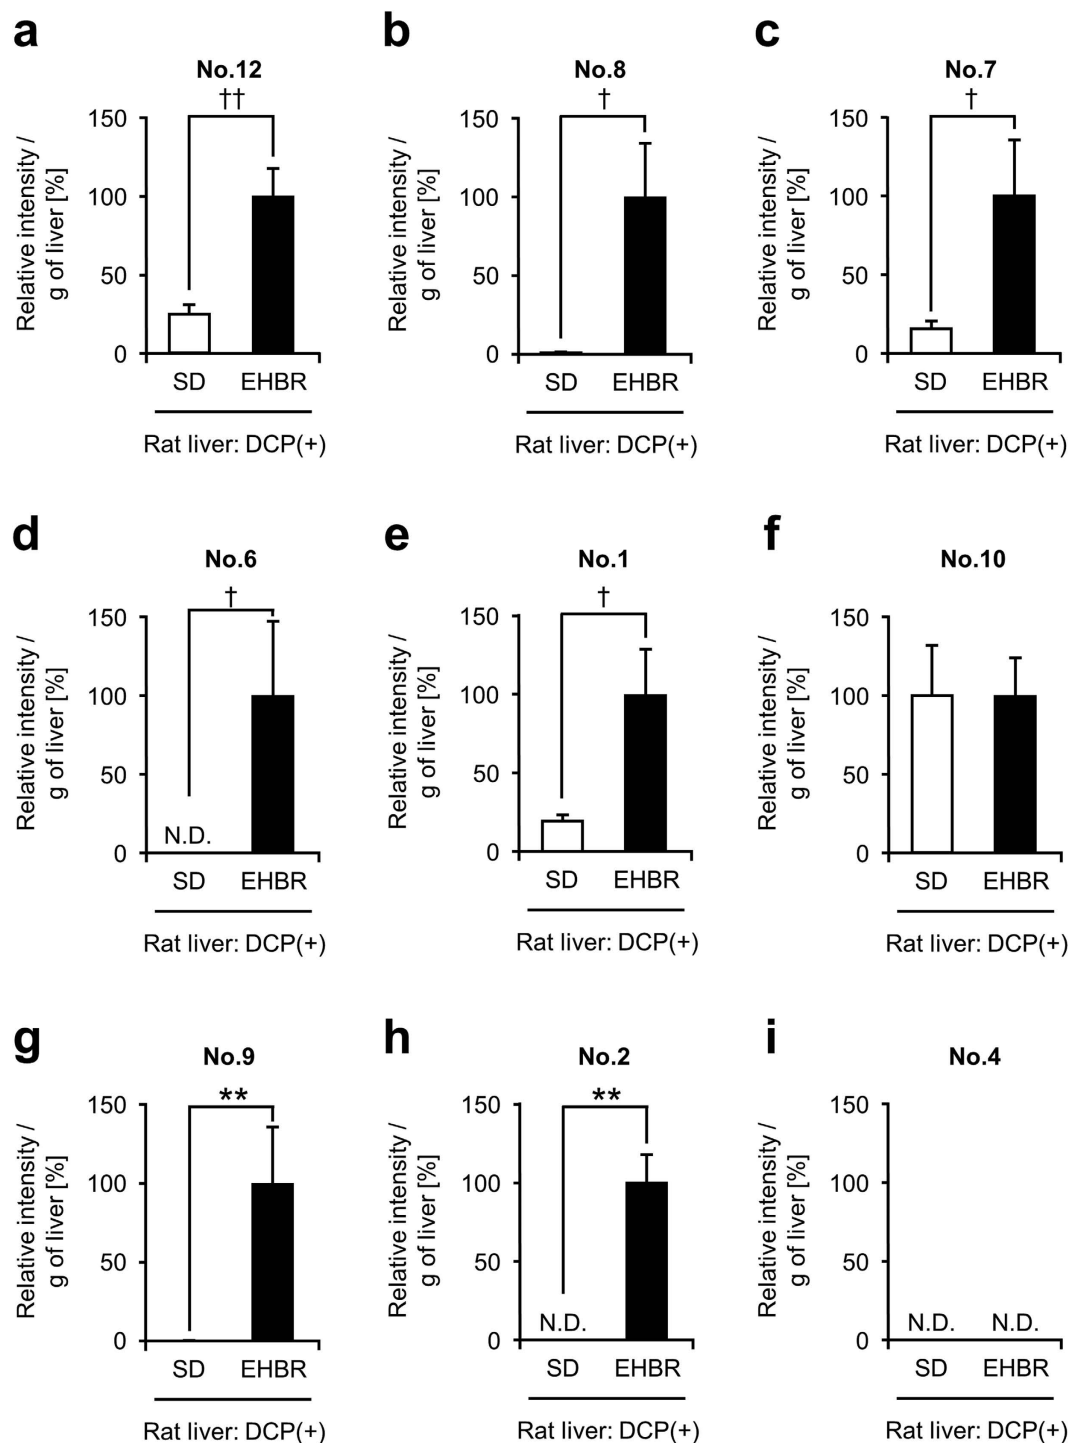 a
No.12
††
Relative intensity /
g of liver [%]
150
100
50
0
SD EHBR
Rat liver: DCP(+)
b
No.8
†
Relative intensity /
g of liver [%]
150
100
50
0
SD EHBR
Rat liver: DCP(+)
c
No.7
†
Relative intensity /
g of liver [%]
150
100
50
0
SD EHBR
Rat liver: DCP(+)
d
No.6
†
Relative intensity /
g of liver [%]
150
100
50
0
N.D.
SD EHBR
Rat liver: DCP(+)
e
No.1
†
Relative intensity /
g of liver [%]
150
100
50
0
SD EHBR
Rat liver: DCP(+)
f
No.10
Relative intensity /
g of liver [%]
150
100
50
0
SD EHBR
Rat liver: DCP(+)
g
No.9
**
Relative intensity /
g of liver [%]
150
100
50
0
SD EHBR
Rat liver: DCP(+)
h
No.2
**
Relative intensity /
g of liver [%]
150
100
50
0
N.D.
SD EHBR
Rat liver: DCP(+)
i
No.4
Relative intensity /
g of liver [%]
150
100
50
0
N.D. N.D.
SD EHBR
Rat liver: DCP(+)